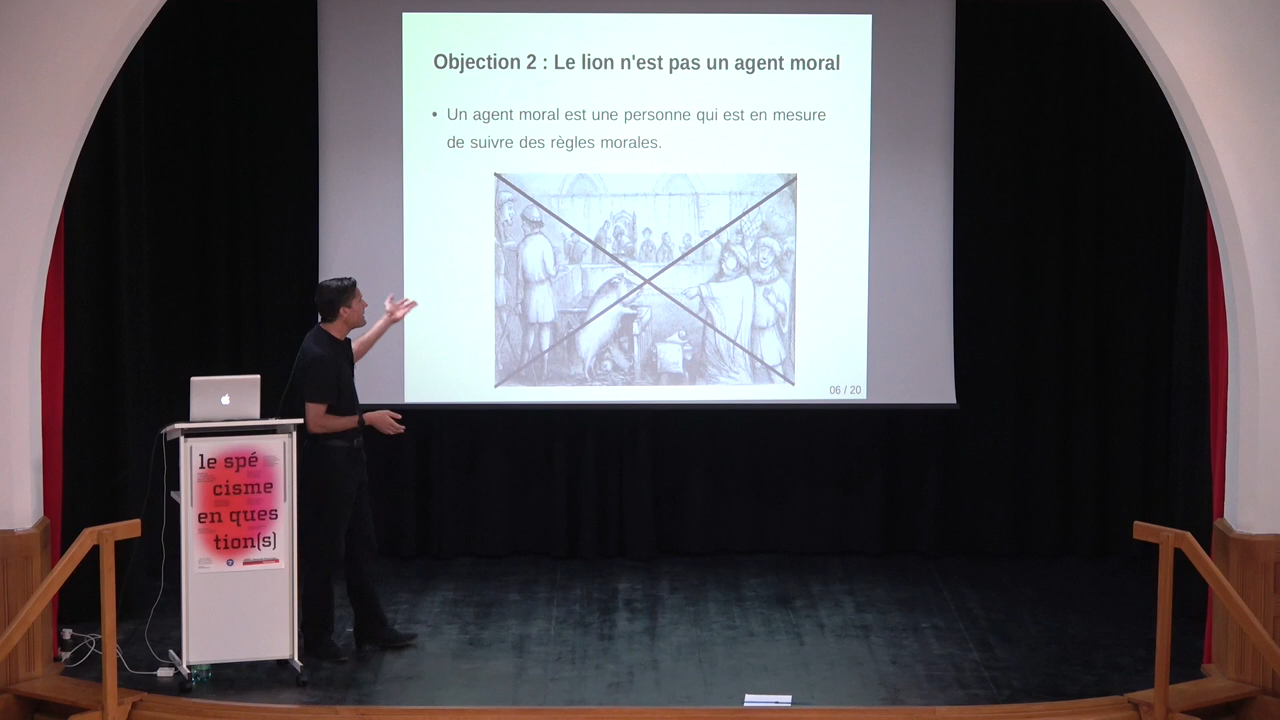 Objection 2 : Le lion n'est pas un agent moral
• Un agent moral est une personne qui est en mesure
de suivre des règles morales.
06 / 20
le spé
cisme
en ques
tion(s)